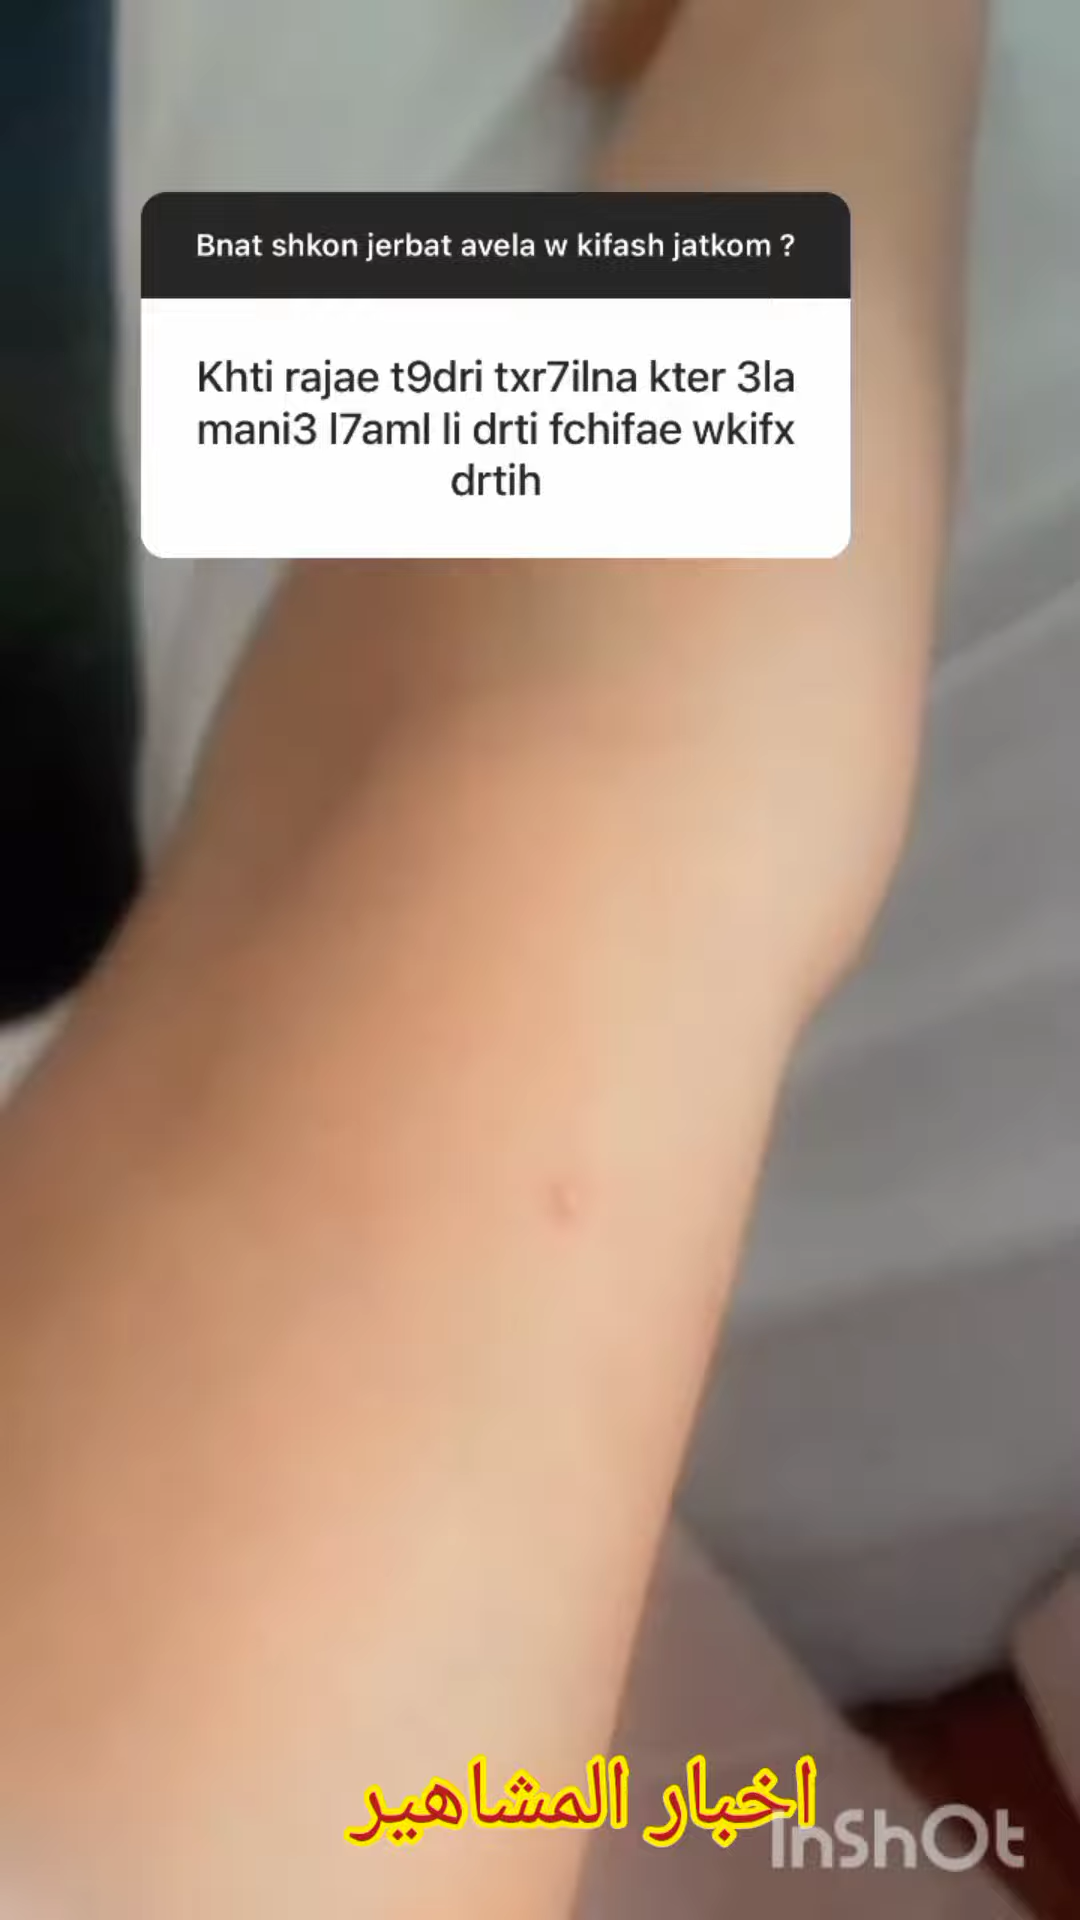 Bnat shkon jerbat avela w kifash jatkom ?
Khti rajae t9dri txr7ilna kter 3la
mani3 l7aml li drti fchifae wkifx
drtih
اخبار المشاهير
InShOt